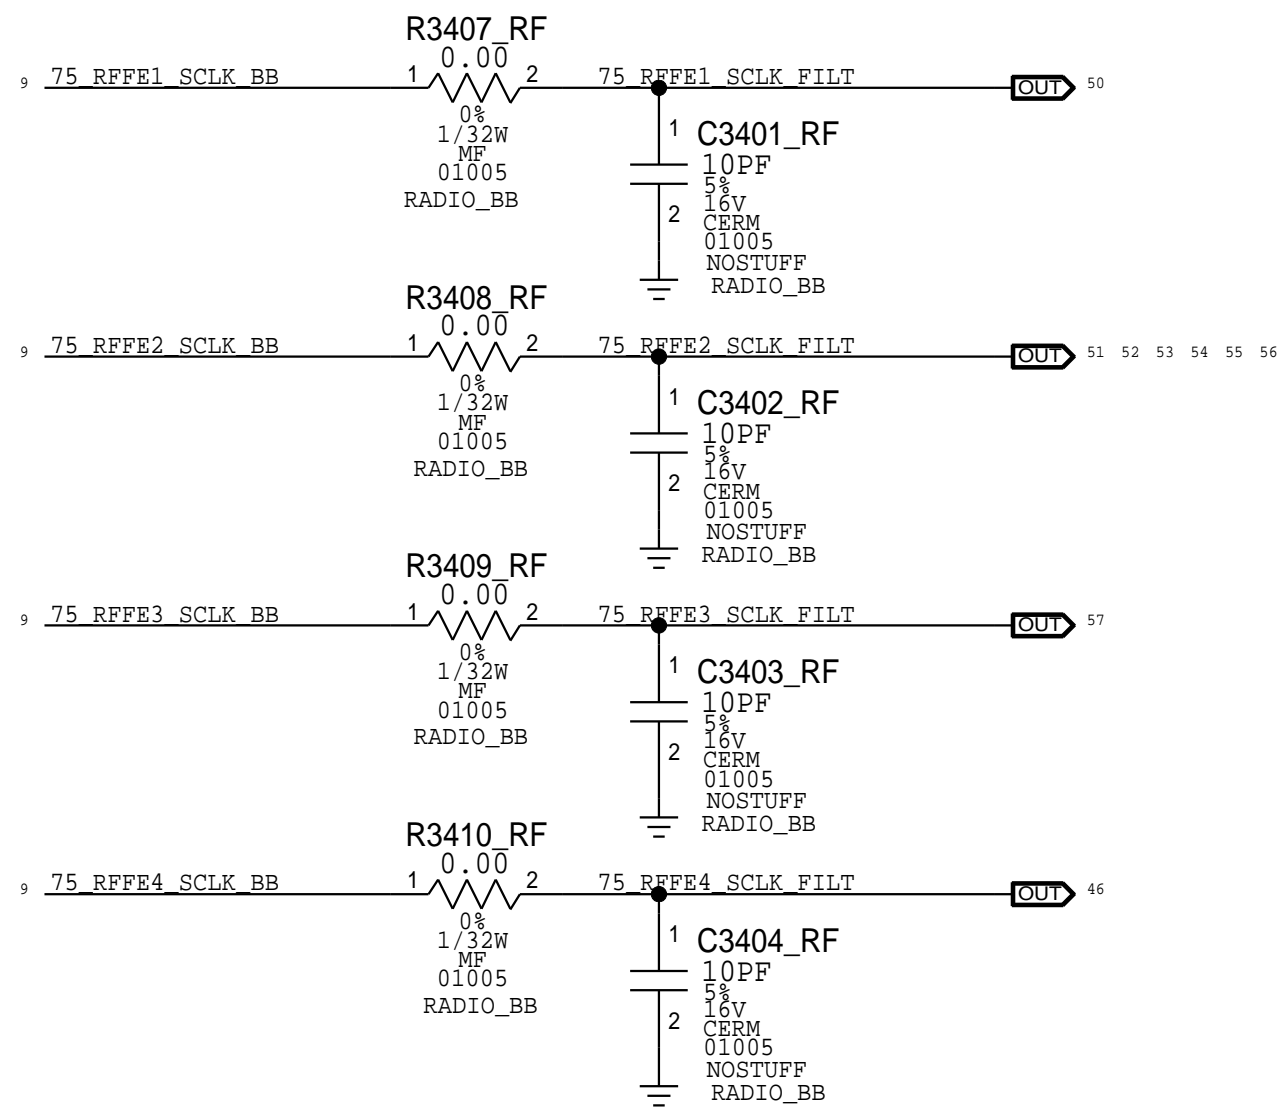 R3407_RF
0.00
9 75_RFFE1_SCLK_BB 1 2 75_RFFE1_SCLK_FILT OUT 50
0%
1/32W
MF
01005
RADIO_BB
1 C3401_RF
10PF
5%
16V
2 CERM
01005
NOSTUFF
RADIO_BB
R3408_RF
0.00
9 75_RFFE2_SCLK_BB 1 2 75_RFFE2_SCLK_FILT OUT 51 52 53 54 55 56
0%
1/32W
MF
01005
RADIO_BB
1 C3402_RF
10PF
5%
16V
2 CERM
01005
NOSTUFF
RADIO_BB
R3409_RF
0.00
9 75_RFFE3_SCLK_BB 1 2 75_RFFE3_SCLK_FILT OUT 57
0%
1/32W
MF
01005
RADIO_BB
1 C3403_RF
10PF
5%
16V
2 CERM
01005
NOSTUFF
RADIO_BB
R3410_RF
0.00
9 75_RFFE4_SCLK_BB 1 2 75_RFFE4_SCLK_FILT OUT 46
0%
1/32W
MF
01005
RADIO_BB
1 C3404_RF
10PF
5%
16V
2 CERM
01005
NOSTUFF
RADIO_BB